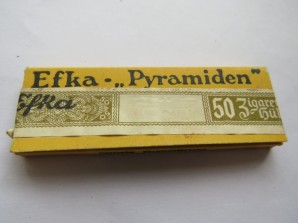 Efka - „Pyramiden"
Efka 50 Zigare
Hü